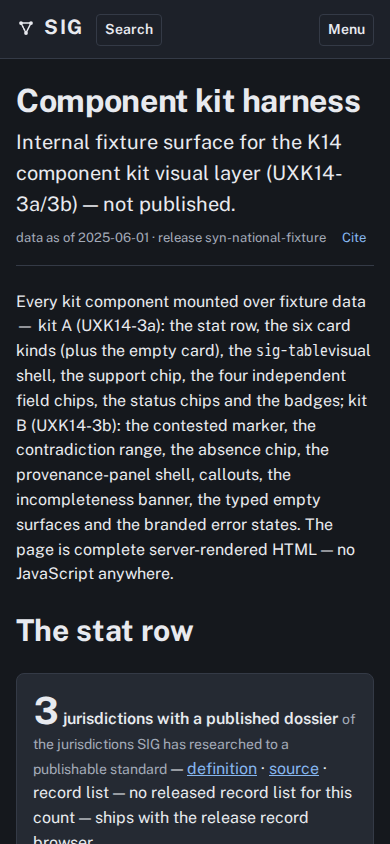 SIG Search Menu
Component kit harness
Internal fixture surface for the K14
component kit visual layer (UXK14-
3a/3b) — not published.
data as of 2025-06-01 · release syn-national-fixture Cite
Every kit component mounted over fixture data
— kit A (UXK14-3a): the stat row, the six card
kinds (plus the empty card), the sig-tablevisual
shell, the support chip, the four independent
field chips, the status chips and the badges; kit
B (UXK14-3b): the contested marker, the
contradiction range, the absence chip, the
provenance-panel shell, callouts, the
incompleteness banner, the typed empty
surfaces and the branded error states. The
page is complete server-rendered HTML — no
JavaScript anywhere.
The stat row
3 jurisdictions with a published dossier of
the jurisdictions SIG has researched to a
publishable standard — definition · source ·
record list — no released record list for this
count — ships with the release record
browser